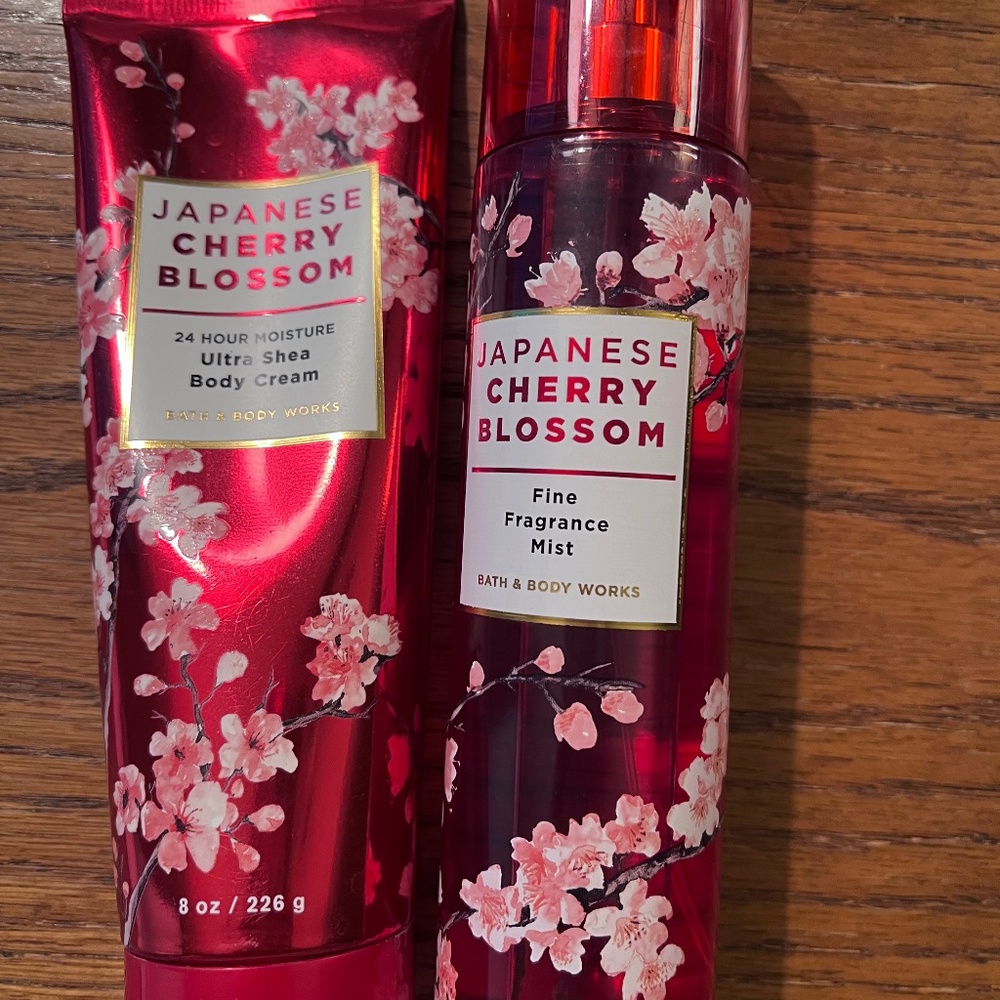 JAPANESE
CHERRY
BLOSSOM
24 HOUR MOISTURE
Ultra Shea
Body Cream
BATH & BODY WORKS
8 oz / 226 g
JAPANESE
CHERRY
BLOSSOM
Fine
Fragrance
Mist
BATH & BODY WORKS